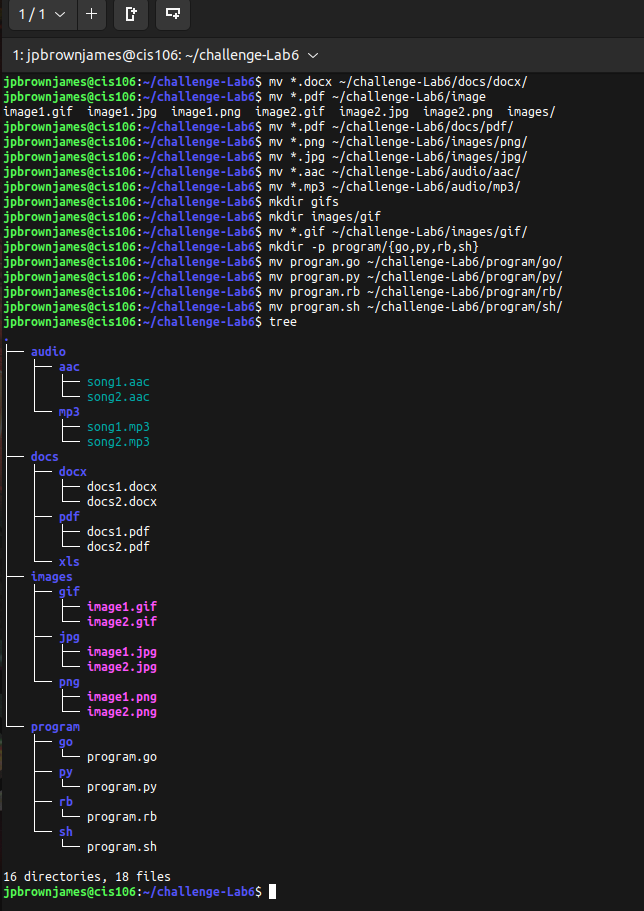 1 / 1
1: jpbrownjames@cis106: ~/challenge-Lab6
jpbrownjames@cis106:~/challenge-Lab6$ mv *.docx ~/challenge-Lab6/docs/docx/
jpbrownjames@cis106:~/challenge-Lab6$ mv *.pdf ~/challenge-Lab6/image
image1.gif  image1.jpg  image1.png  image2.gif  image2.jpg  image2.png  images/
jpbrownjames@cis106:~/challenge-Lab6$ mv *.pdf ~/challenge-Lab6/docs/pdf/
jpbrownjames@cis106:~/challenge-Lab6$ mv *.png ~/challenge-Lab6/images/png/
jpbrownjames@cis106:~/challenge-Lab6$ mv *.jpg ~/challenge-Lab6/images/jpg/
jpbrownjames@cis106:~/challenge-Lab6$ mv *.aac ~/challenge-Lab6/audio/aac/
jpbrownjames@cis106:~/challenge-Lab6$ mv *.mp3 ~/challenge-Lab6/audio/mp3/
jpbrownjames@cis106:~/challenge-Lab6$ mkdir gifs
jpbrownjames@cis106:~/challenge-Lab6$ mkdir images/gif
jpbrownjames@cis106:~/challenge-Lab6$ mv *.gif ~/challenge-Lab6/images/gif/
jpbrownjames@cis106:~/challenge-Lab6$ mkdir -p program/{go,py,rb,sh}
jpbrownjames@cis106:~/challenge-Lab6$ mv program.go ~/challenge-Lab6/program/go/
jpbrownjames@cis106:~/challenge-Lab6$ mv program.py ~/challenge-Lab6/program/py/
jpbrownjames@cis106:~/challenge-Lab6$ mv program.rb ~/challenge-Lab6/program/rb/
jpbrownjames@cis106:~/challenge-Lab6$ mv program.sh ~/challenge-Lab6/program/sh/
jpbrownjames@cis106:~/challenge-Lab6$ tree
.
├── audio
│   ├── aac
│   │   ├── song1.aac
│   │   └── song2.aac
│   └── mp3
│       ├── song1.mp3
│       └── song2.mp3
├── docs
│   ├── docx
│   │   ├── docs1.docx
│   │   └── docs2.docx
│   ├── pdf
│   │   ├── docs1.pdf
│   │   └── docs2.pdf
│   └── xls
├── images
│   ├── gif
│   │   ├── image1.gif
│   │   └── image2.gif
│   ├── jpg
│   │   ├── image1.jpg
│   │   └── image2.jpg
│   └── png
│       ├── image1.png
│       └── image2.png
└── program
    ├── go
    │   └── program.go
    ├── py
    │   └── program.py
    ├── rb
    │   └── program.rb
    └── sh
        └── program.sh
16 directories, 18 files
jpbrownjames@cis106:~/challenge-Lab6$